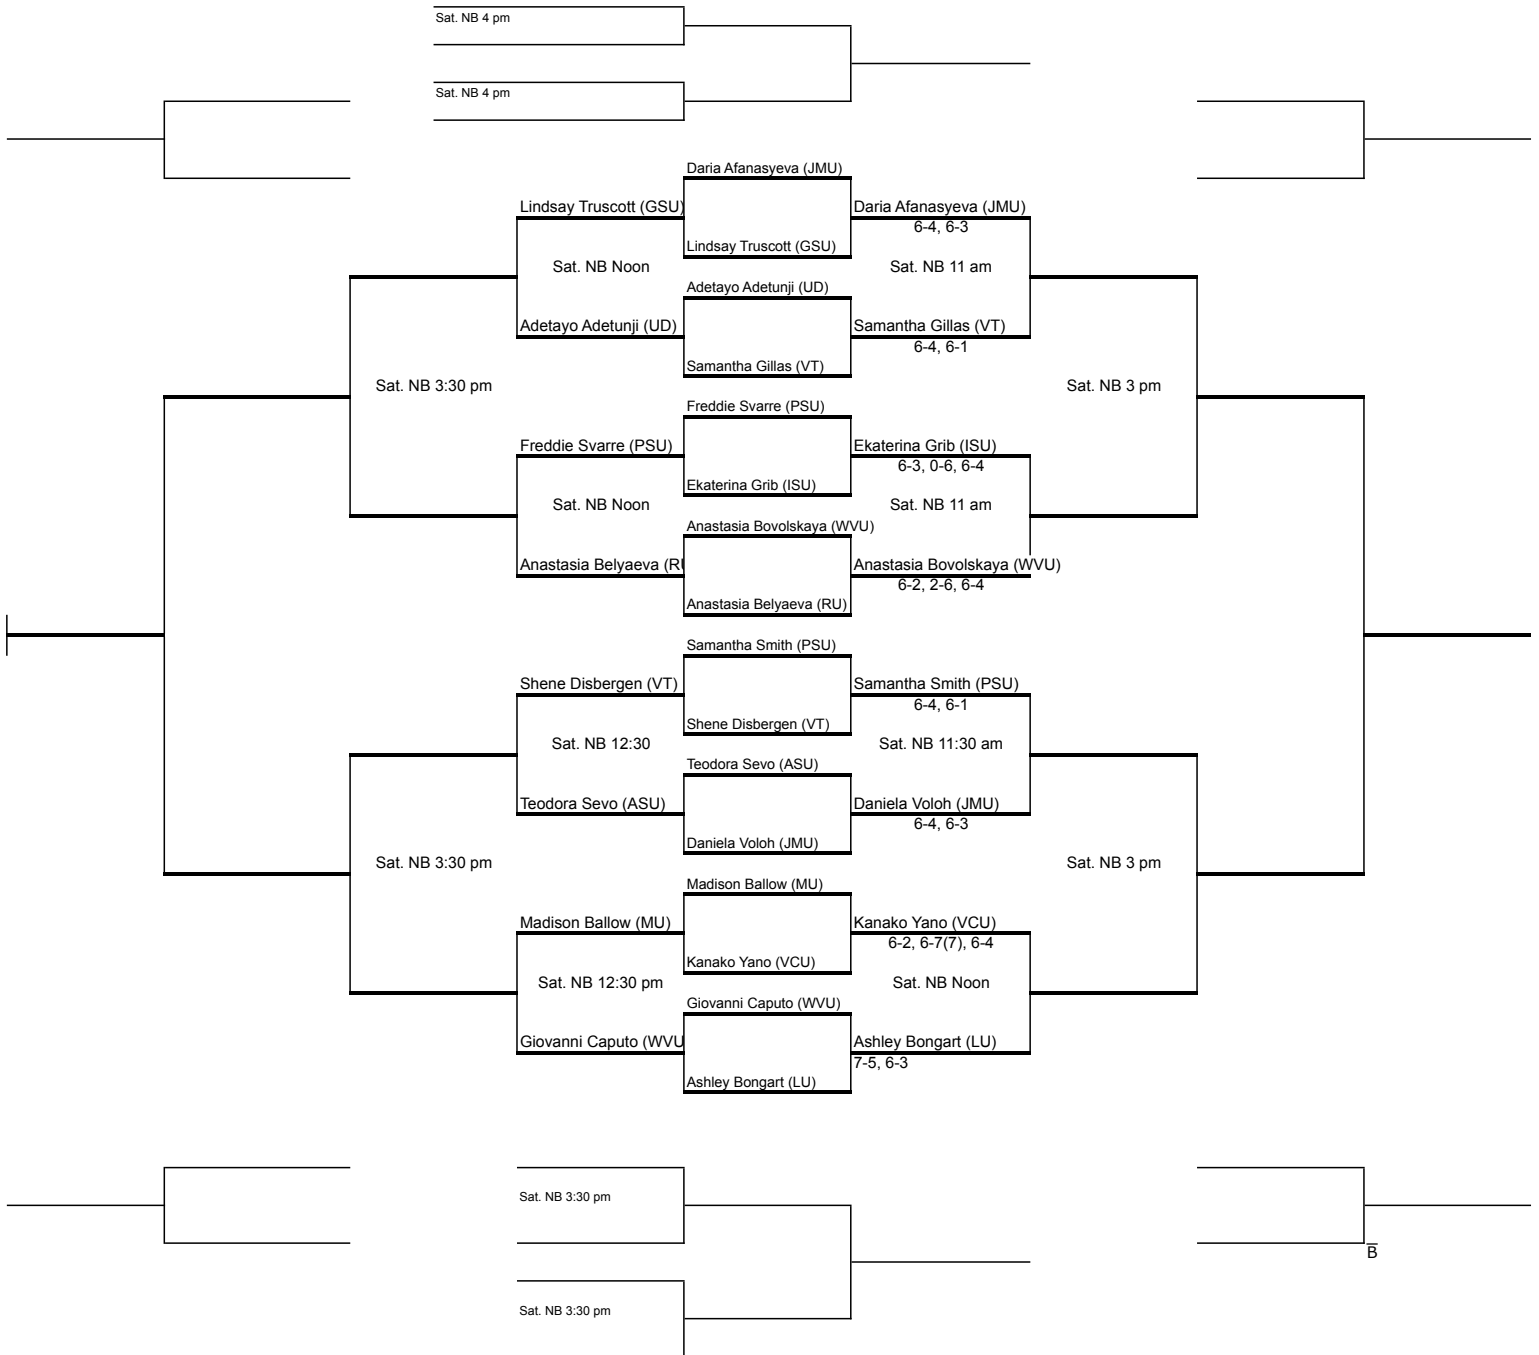 Sat. NB 4 pm
Sat. NB 4 pm
Daria Afanasyeva (JMU)
Lindsay Truscott (GSU)
Daria Afanasyeva (JMU)
6-4, 6-3
Lindsay Truscott (GSU)
Sat. NB Noon
Sat. NB 11 am
Adetayo Adetunji (UD)
Adetayo Adetunji (UD)
Samantha Gillas (VT)
6-4, 6-1
Samantha Gillas (VT)
Sat. NB 3:30 pm
Sat. NB 3 pm
Freddie Svarre (PSU)
Freddie Svarre (PSU)
Ekaterina Grib (ISU)
6-3, 0-6, 6-4
Ekaterina Grib (ISU)
Sat. NB Noon
Sat. NB 11 am
Anastasia Bovolskaya (WVU)
Anastasia Belyaeva (RU
Anastasia Bovolskaya (WVU)
6-2, 2-6, 6-4
Anastasia Belyaeva (RU)
Samantha Smith (PSU)
Shene Disbergen (VT)
Samantha Smith (PSU)
6-4, 6-1
Shene Disbergen (VT)
Sat. NB 12:30
Sat. NB 11:30 am
Teodora Sevo (ASU)
Teodora Sevo (ASU)
Daniela Voloh (JMU)
6-4, 6-3
Daniela Voloh (JMU)
Sat. NB 3:30 pm
Sat. NB 3 pm
Madison Ballow (MU)
Madison Ballow (MU)
Kanako Yano (VCU)
6-2, 6-7(7), 6-4
Kanako Yano (VCU)
Sat. NB 12:30 pm
Sat. NB Noon
Giovanni Caputo (WVU)
Giovanni Caputo (WVU
Ashley Bongart (LU)
7-5, 6-3
Ashley Bongart (LU)
Sat. NB 3:30 pm
B
Sat. NB 3:30 pm